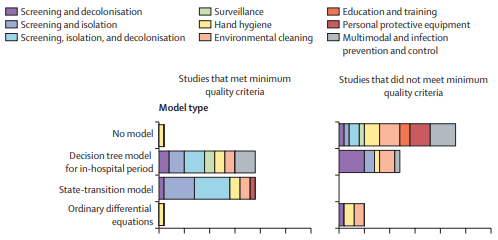 Screening and decolonisation
Screening and isolation
Screening, isolation, and decolonisation
Surveillance
Hand hygiene
Environmental cleaning
Education and training
Personal protective equipment
Multimodal and infection
prevention and control
Studies that met minimum
quality criteria
Studies that did not meet minimum
quality criteria
Model type
No model
Decision tree model
for in-hospital period
State-transition model
Ordinary differential
equations